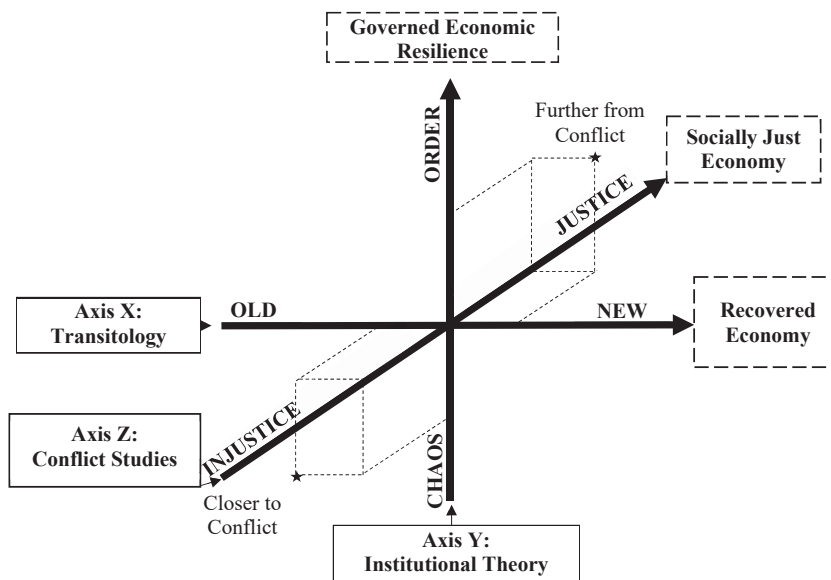 Governed Economic
Resilience
Further from
Conflict
Socially Just
Economy
ORDER
JUSTICE
Axis X:
Transitology
OLD
NEW
Recovered
Economy
Axis Z:
Conflict Studies
INJUSTICE
CHAOS
Closer to
Conflict
Axis Y:
Institutional Theory